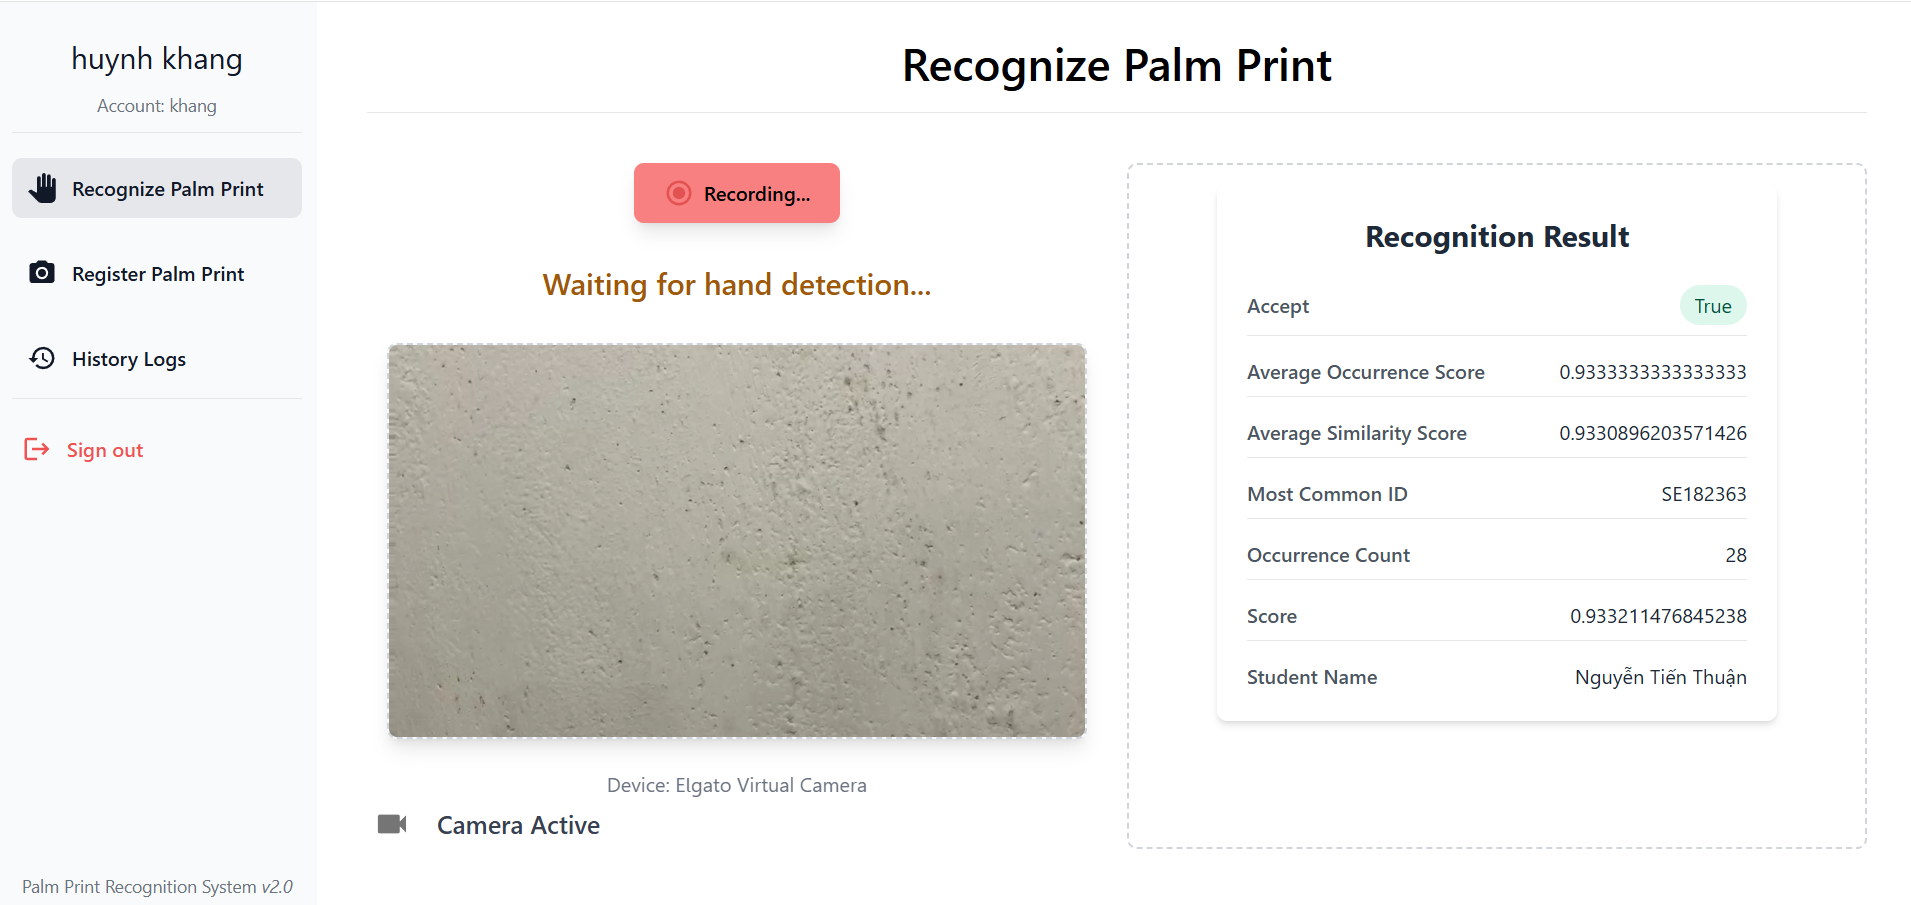 huynh khang
Account: khang
Recognize Palm Print
Register Palm Print
History Logs
Sign out
Palm Print Recognition System v2.0
Recognize Palm Print
Recording...
Waiting for hand detection...
Device: Elgato Virtual Camera
Camera Active
Recognition Result
Accept True
Average Occurrence Score 0.9333333333333333
Average Similarity Score 0.9330896203571426
Most Common ID SE182363
Occurrence Count 28
Score 0.933211476845238
Student Name Nguyễn Tiến Thuận